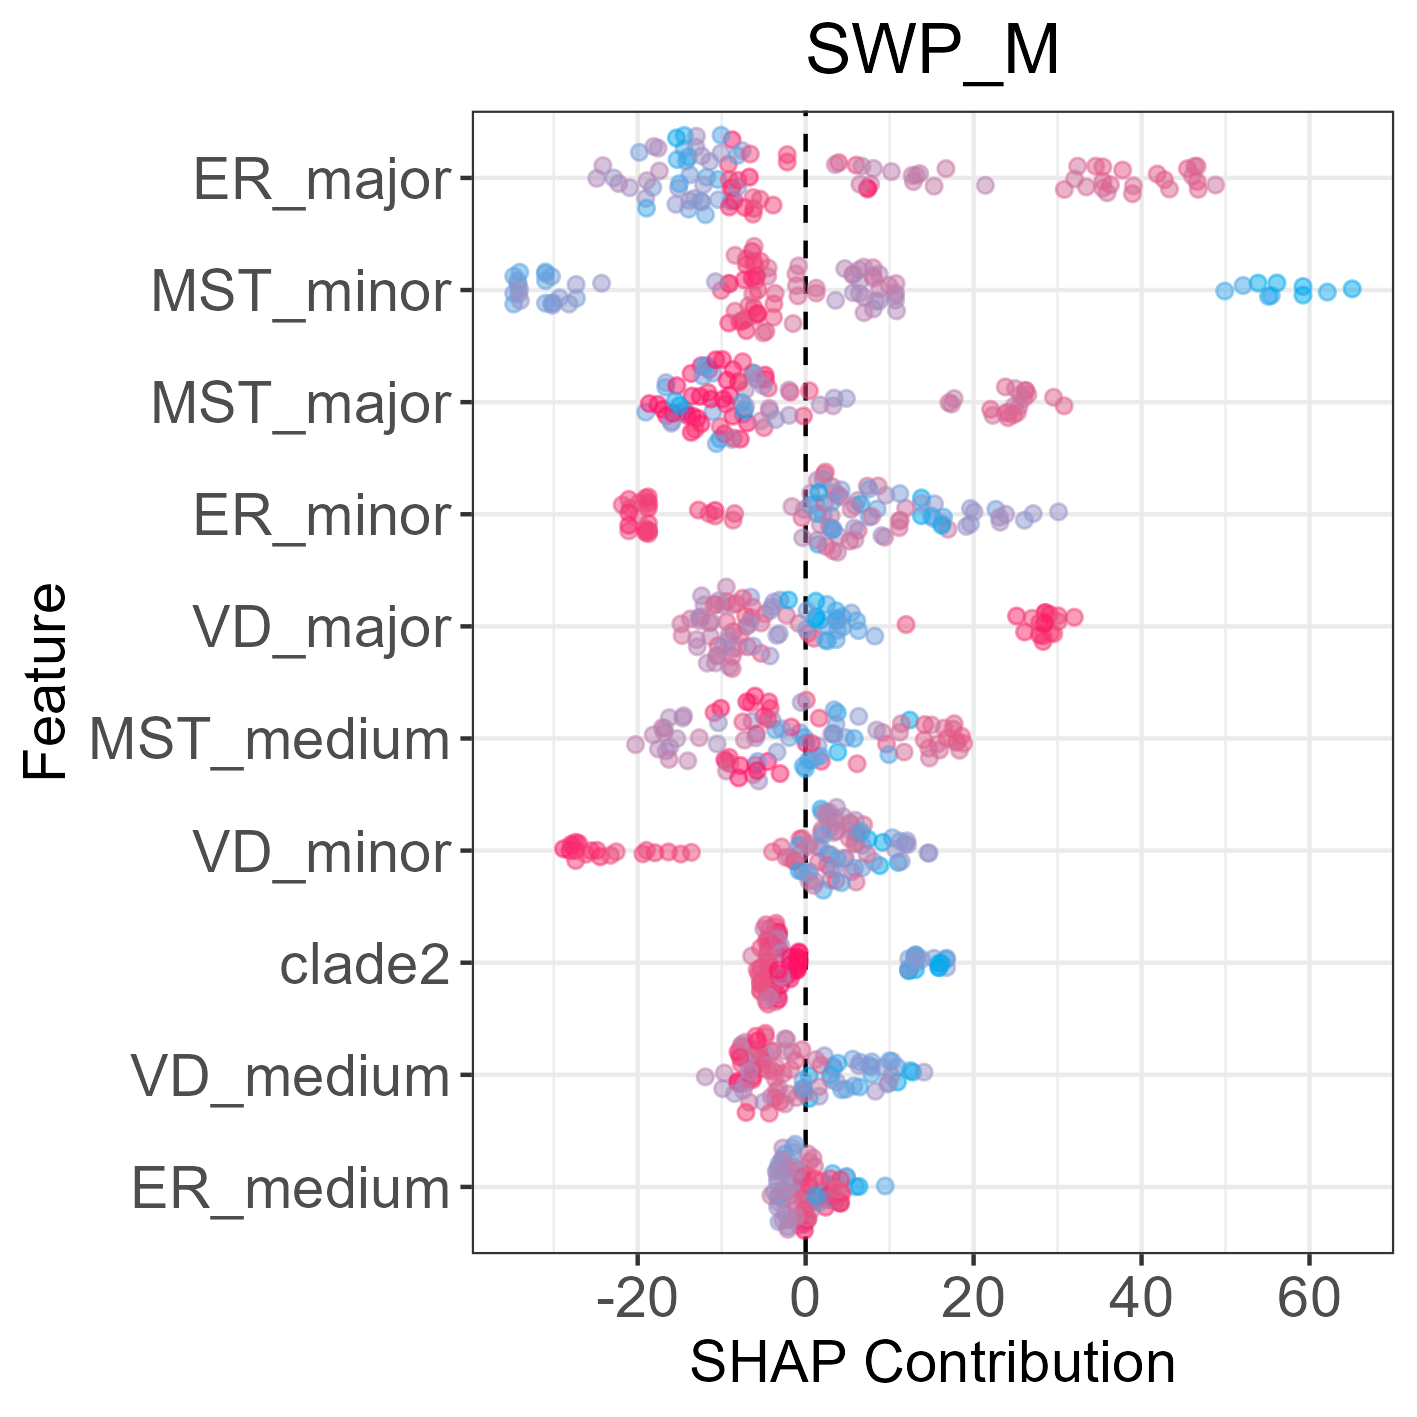 SWP_M
ER_major
MST_minor
MST_major
ER_minor
VD_major
MST_medium
VD_minor
clade2
VD_medium
ER_medium
Feature
-20 0 20 40 60
SHAP Contribution